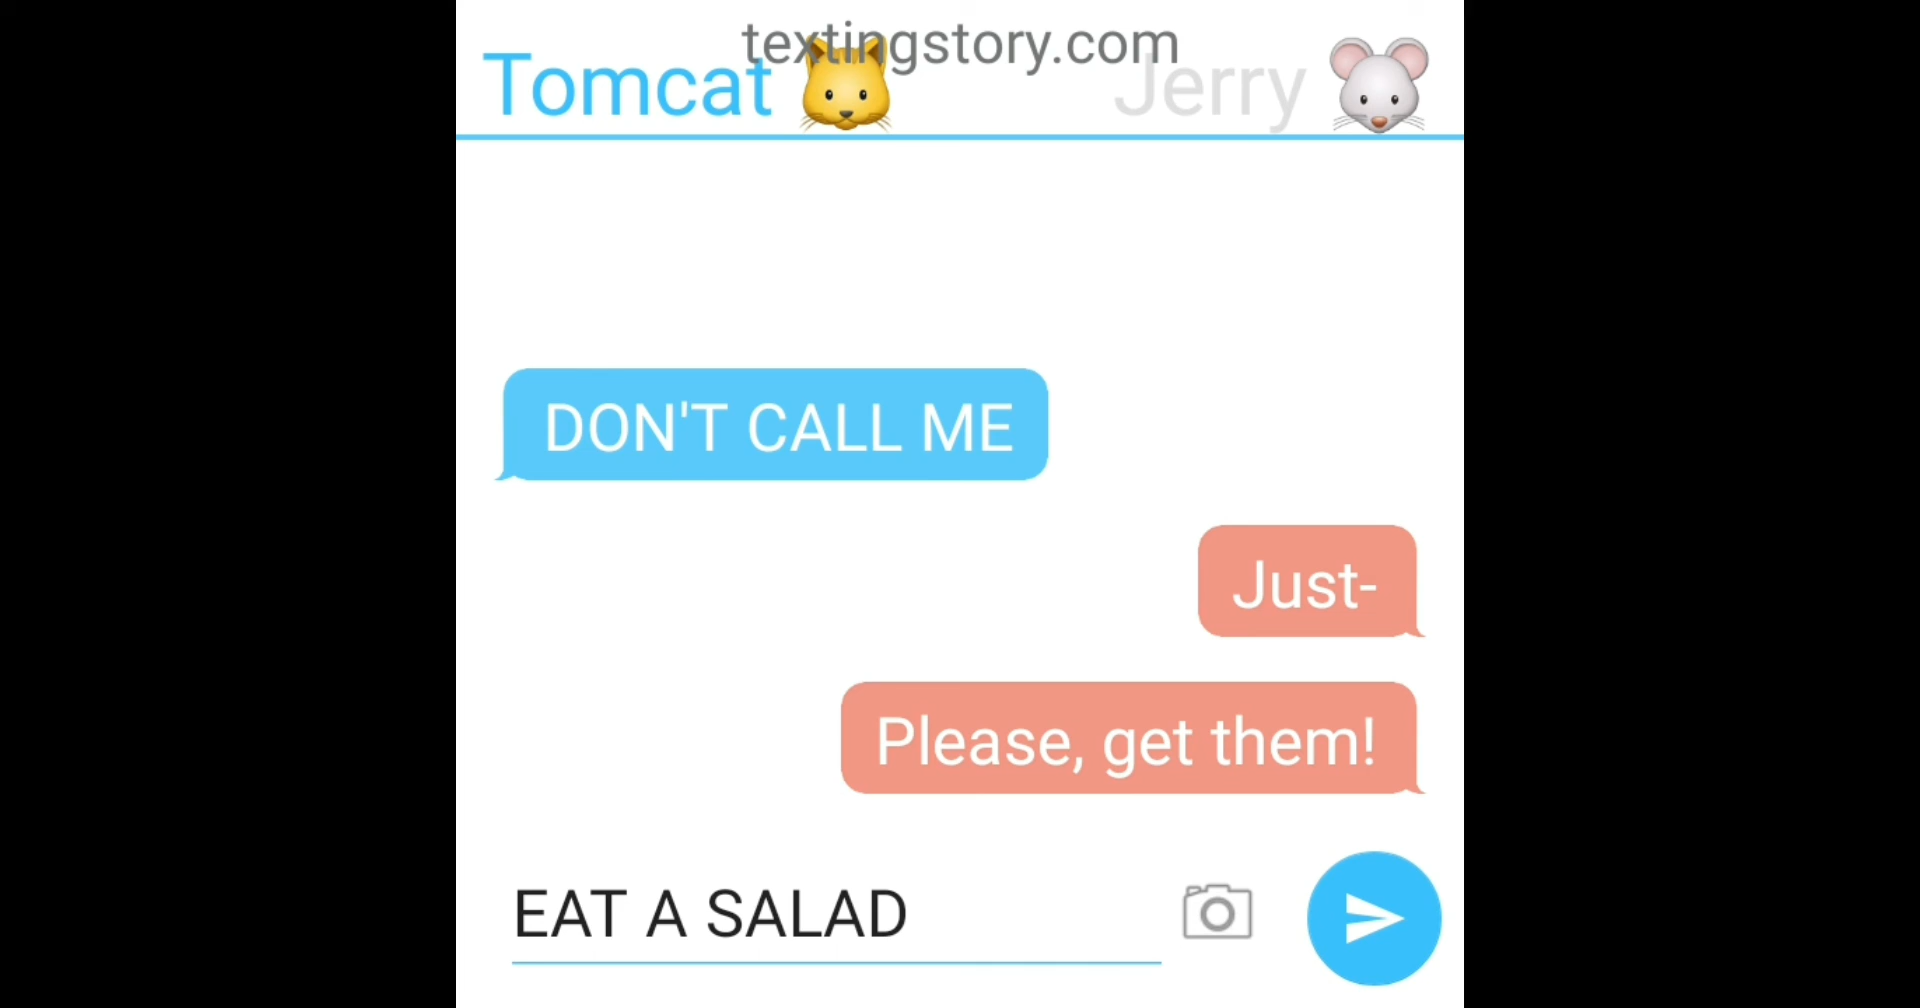 textingstory.com
Tomcat 🐱 Jerry 🐭
DON'T CALL ME
Just-
Please, get them!
EAT A SALAD